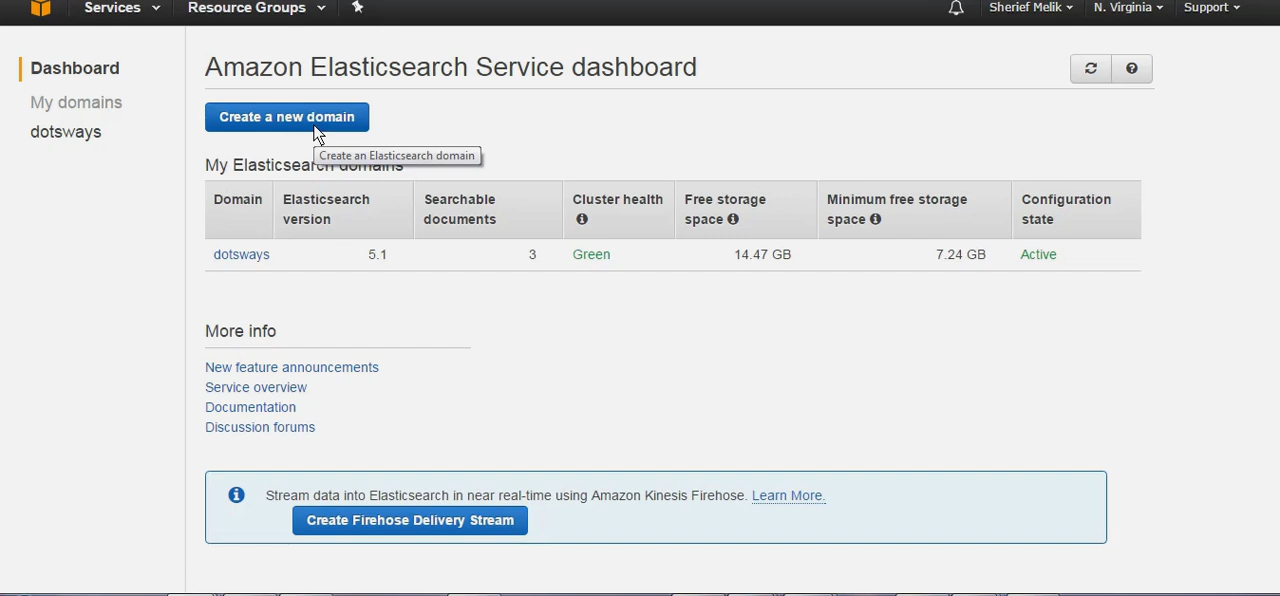 Services Resource Groups Sherief Melik N. Virginia Support
Dashboard
My domains
dotsways
Amazon Elasticsearch Service dashboard
Create a new domain
Create an Elasticsearch domain
My Elasticsearch domains
Domain Elasticsearch version Searchable documents Cluster health Free storage space Minimum free storage space Configuration state
dotsways 5.1 3 Green 14.47 GB 7.24 GB Active
More info
New feature announcements
Service overview
Documentation
Discussion forums
Stream data into Elasticsearch in near real-time using Amazon Kinesis Firehose. Learn More.
Create Firehose Delivery Stream